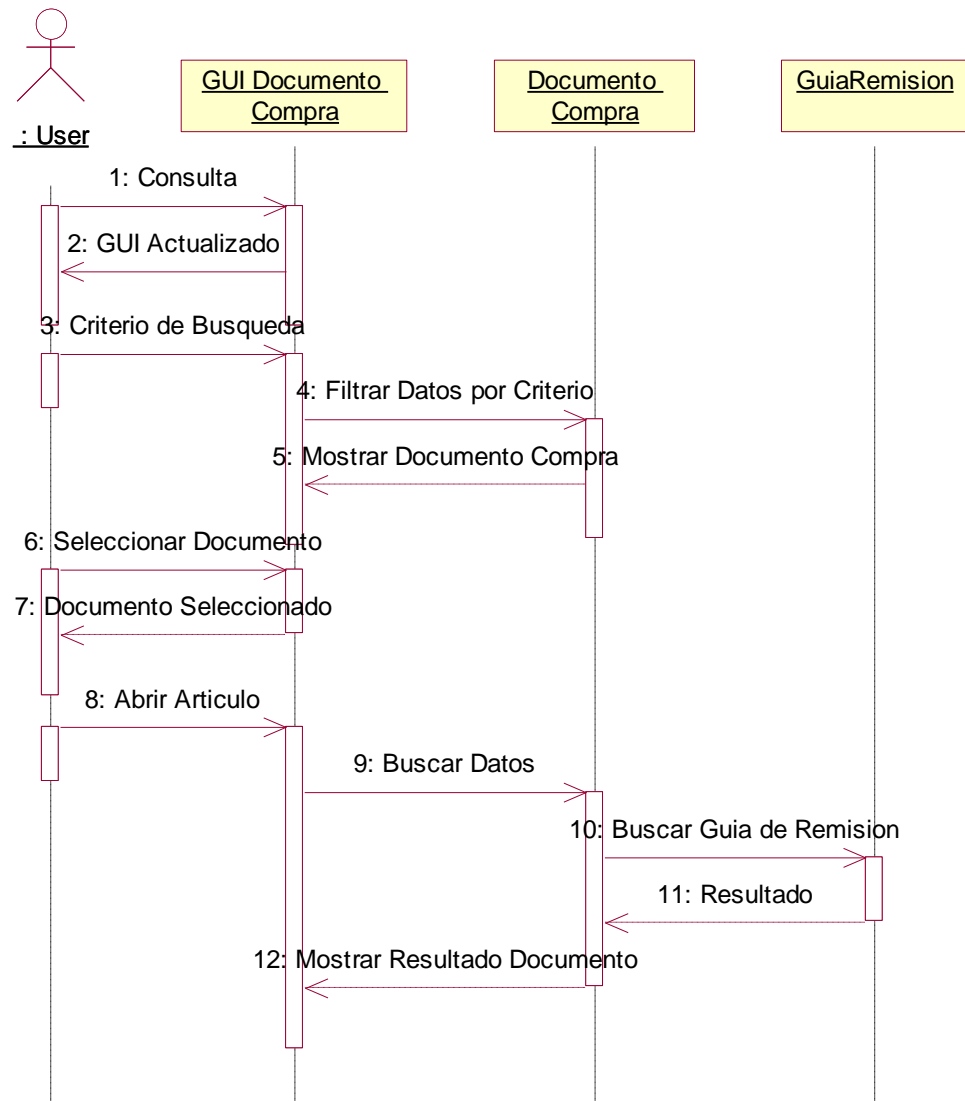 GUI Documento
Compra
Documento
Compra
GuiaRemision
: User
1: Consulta
2: GUI Actualizado
3: Criterio de Busqueda
4: Filtrar Datos por Criterio
5: Mostrar Documento Compra
6: Seleccionar Documento
7: Documento Seleccionado
8: Abrir Articulo
9: Buscar Datos
10: Buscar Guia de Remision
11: Resultado
12: Mostrar Resultado Documento